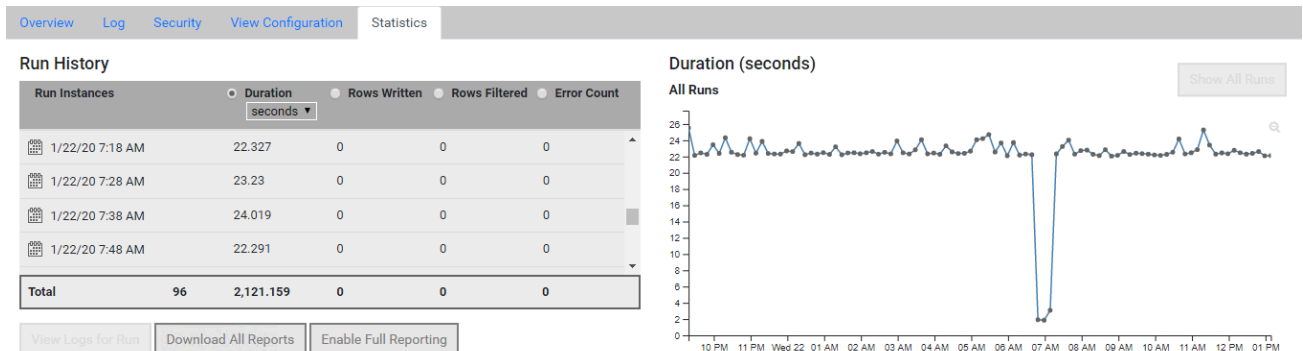 Overview Log Security View Configuration Statistics
Run History
Run Instances Duration Rows Written Rows Filtered Error Count
seconds
1/22/20 7:18 AM 22.327 0 0 0
1/22/20 7:28 AM 23.23 0 0 0
1/22/20 7:38 AM 24.019 0 0 0
1/22/20 7:48 AM 22.291 0 0 0
Total 96 2,121.159 0 0 0
View Logs for Run Download All Reports Enable Full Reporting
Duration (seconds)
Show All Runs
All Runs
26
24
22
20
18
16
14
12
10
8
6
4
2
0
10 PM 11 PM Wed 22 01 AM 02 AM 03 AM 04 AM 05 AM 06 AM 07 AM 08 AM 09 AM 10 AM 11 AM 12 PM 01 PM